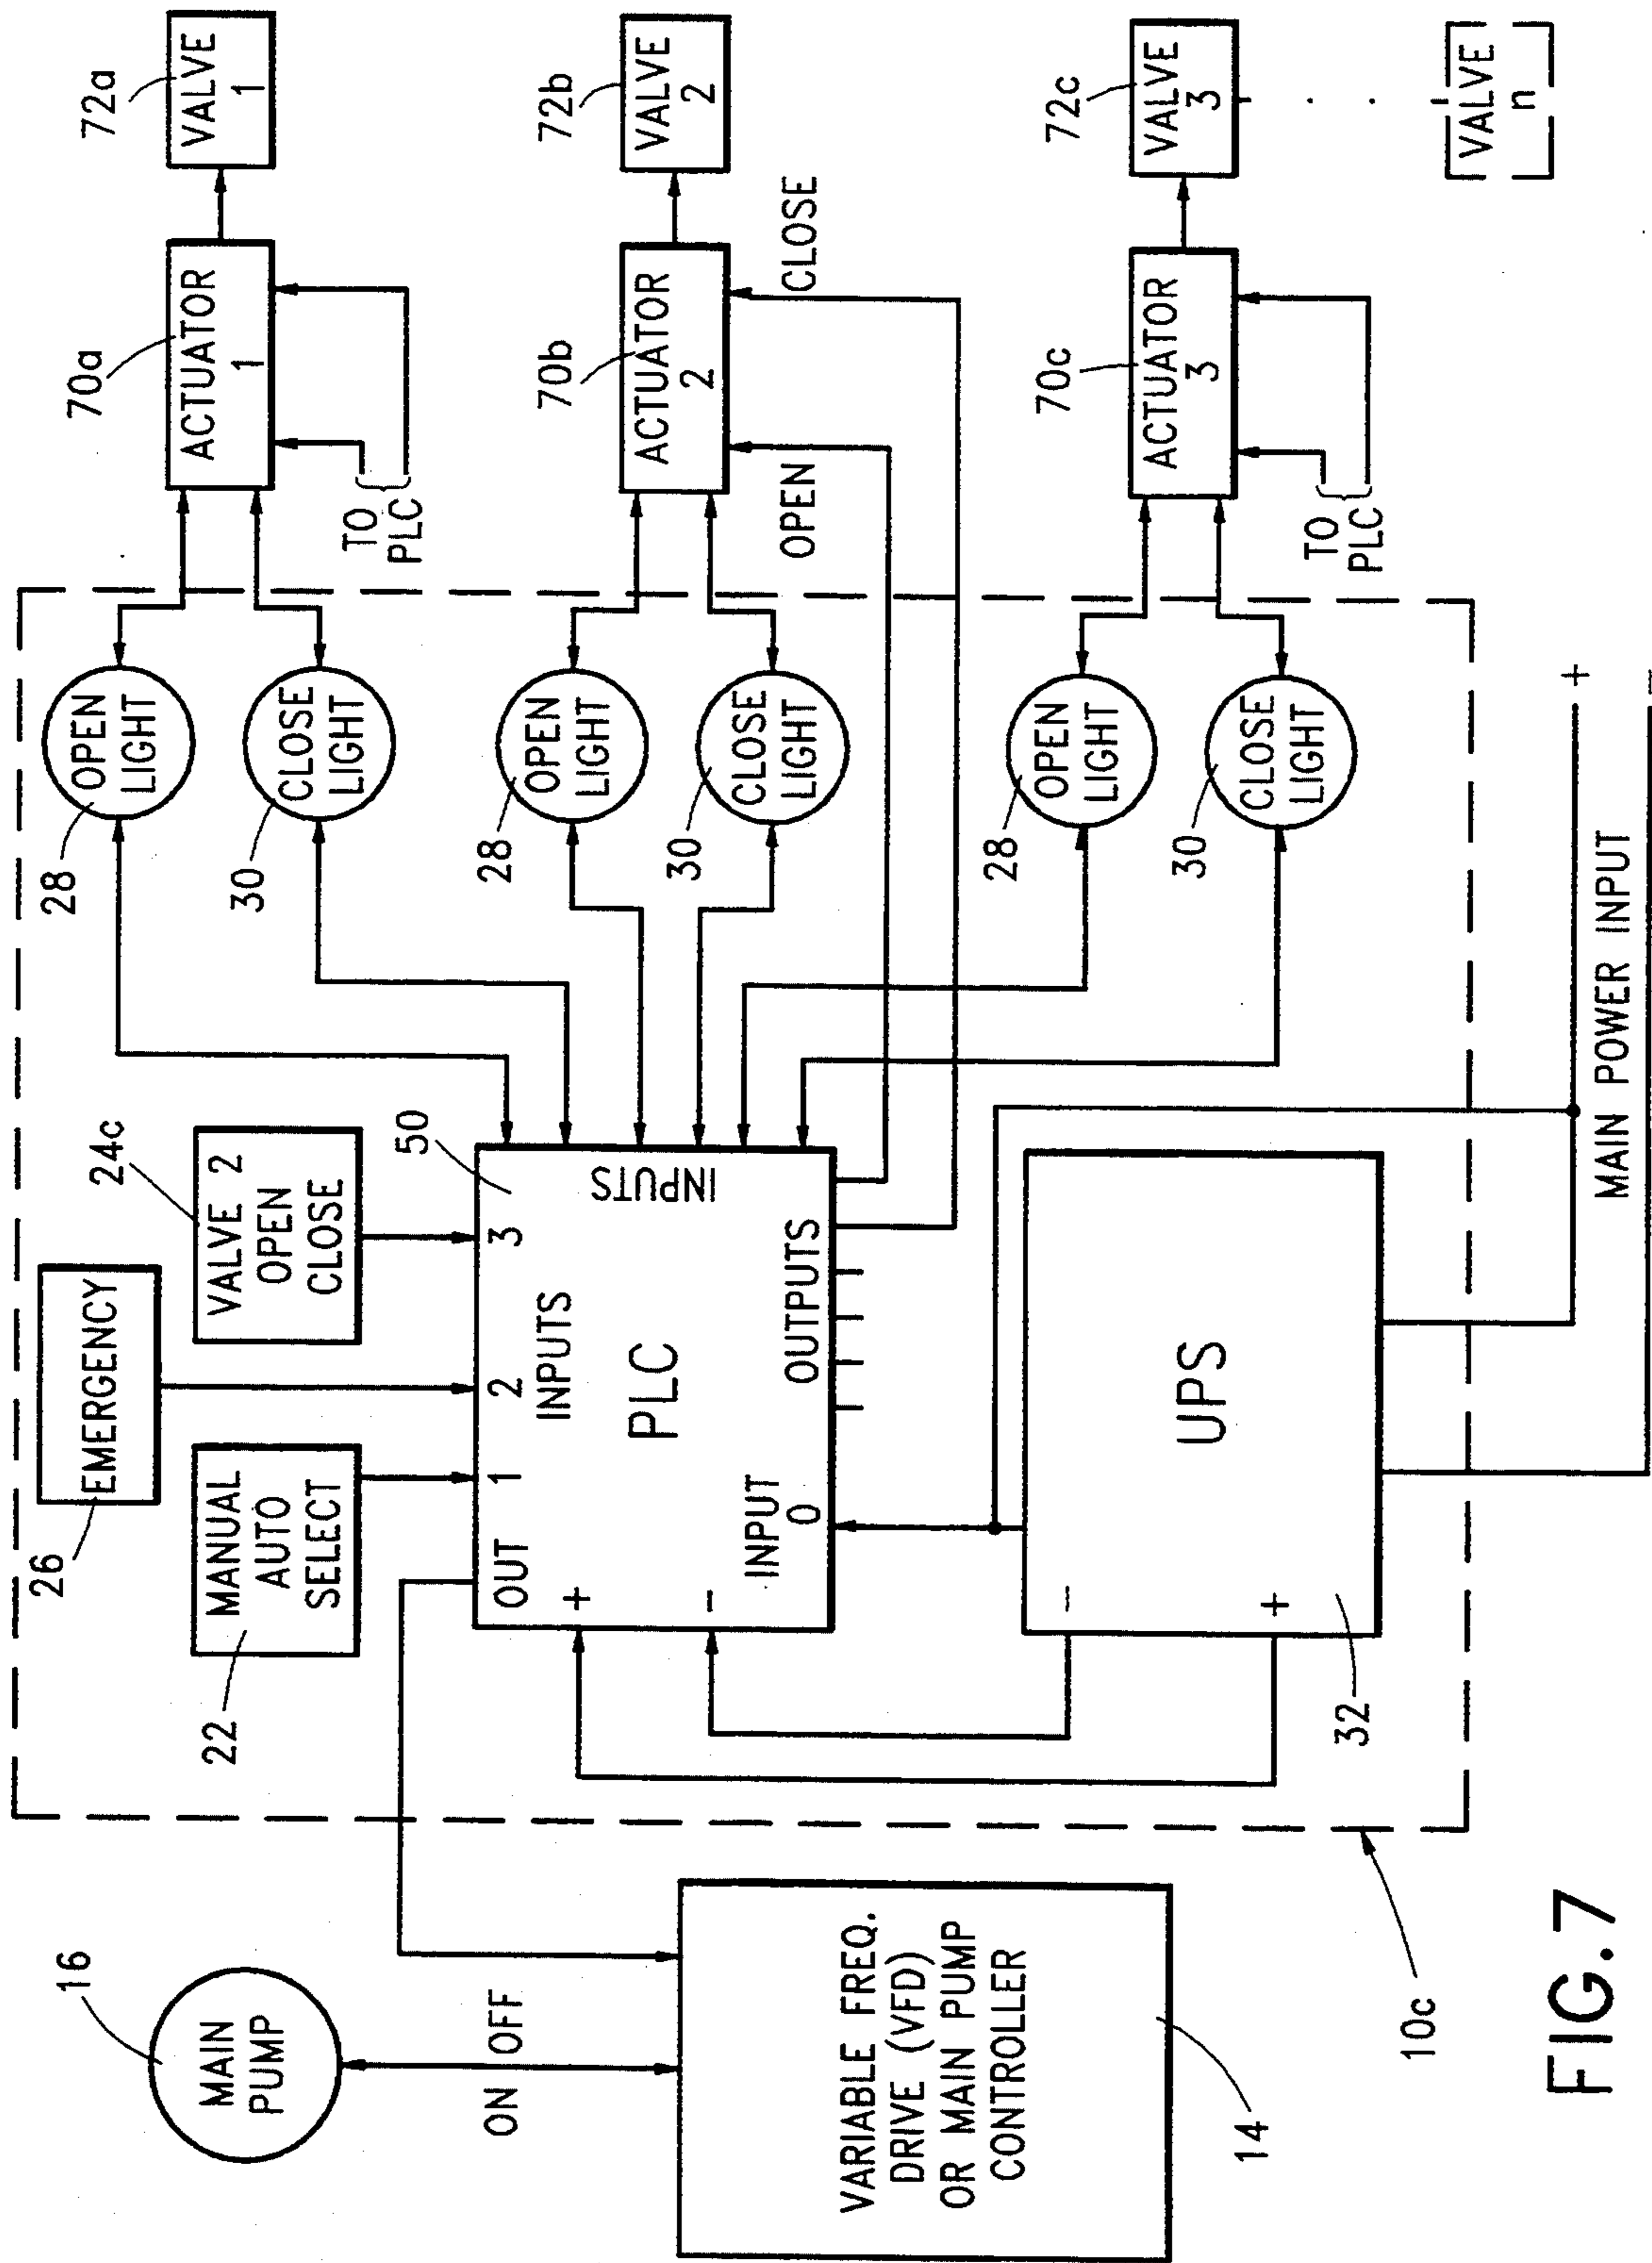 16
MAIN
PUMP
ON
OFF
VARIABLE FREQ.
DRIVE (VFD)
OR MAIN PUMP
CONTROLLER
14
10c
26
EMERGENCY
22
MANUAL
AUTO
SELECT
24c
VALVE 2
OPEN
CLOSE
50
OUT
1
2
3
INPUTS
INPUTS
PLC
+
-
INPUT
0
OUTPUTS
UPS
-
+
32
28
OPEN
LIGHT
30
CLOSE
LIGHT
28
OPEN
LIGHT
30
CLOSE
LIGHT
28
OPEN
LIGHT
30
CLOSE
LIGHT
70a
ACTUATOR
1
TO
PLC
72a
VALVE
1
70b
ACTUATOR
2
OPEN
CLOSE
72b
VALVE
2
70c
ACTUATOR
3
TO
PLC
72c
VALVE
3
VALVE
n
+
MAIN POWER INPUT
-
FIG.7